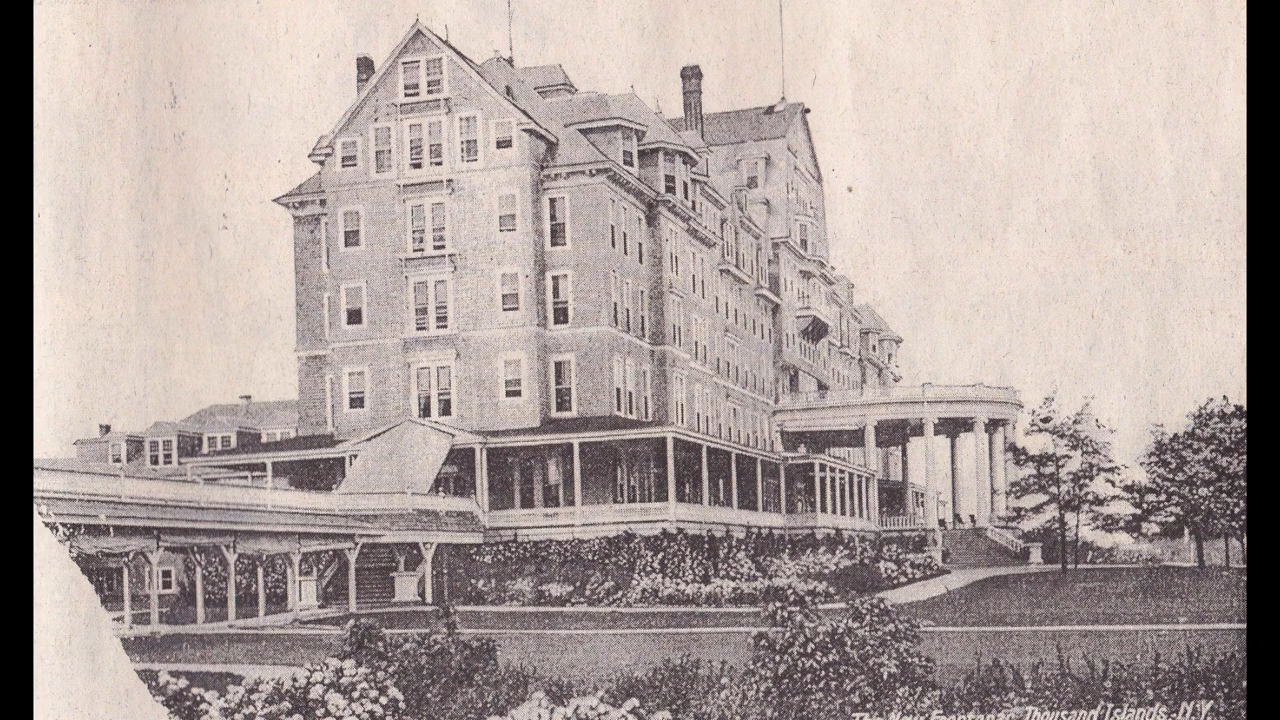 The New Frontenac, Thousand Islands, N.Y.